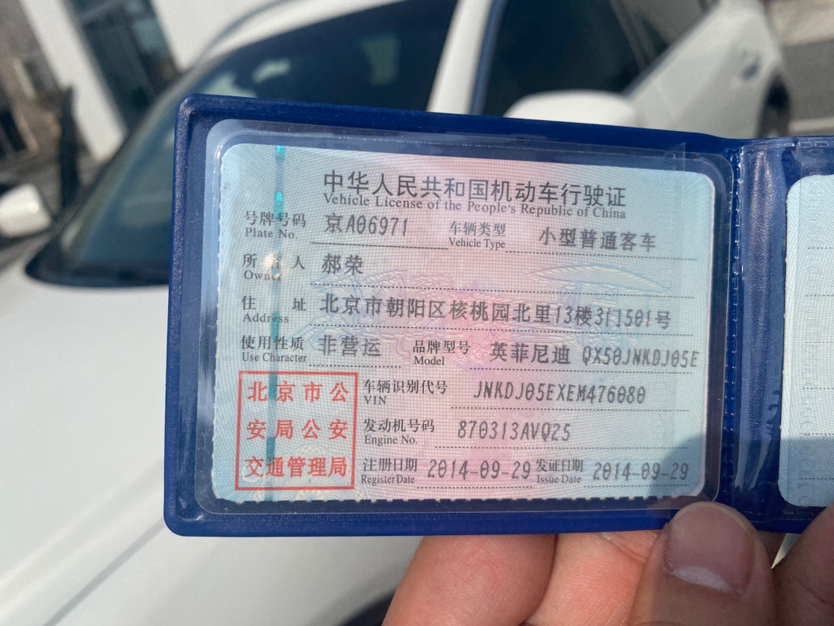 中华人民共和国机动车行驶证
Vehicle License of the People's Republic of China
号牌号码 京A06971 车辆类型 小型普通客车
Plate No. Vehicle Type
所 人 郝荣
Owner
住 址 北京市朝阳区核桃园北里13楼3门501号
Address
使用性质 非营运 品牌型号 英菲尼迪 QX50JNKDJ05E
Use Character Model
北京市公
安局公安
交通管理局
车辆识别代号 JNKDJ05EXEM476080
VIN
发动机号码 870313AVQ25
Engine No.
注册日期 2014-09-29 发证日期 2014-09-29
Register Date Issue Date